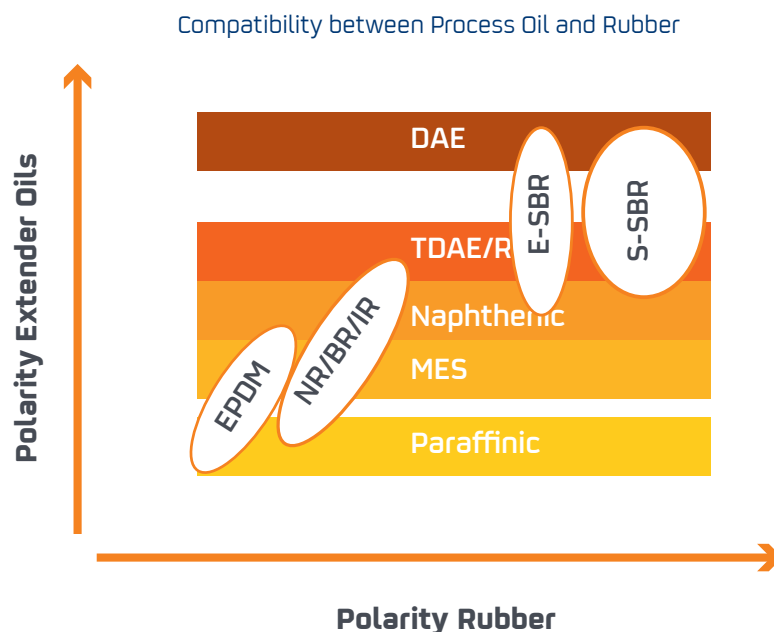 Compatibility between Process Oil and Rubber
Polarity Extender Oils
DAE
E-SBR
S-SBR
TDAE/R
Naphthenic
NR/BR/IR
MES
EPDM
Paraffinic
Polarity Rubber